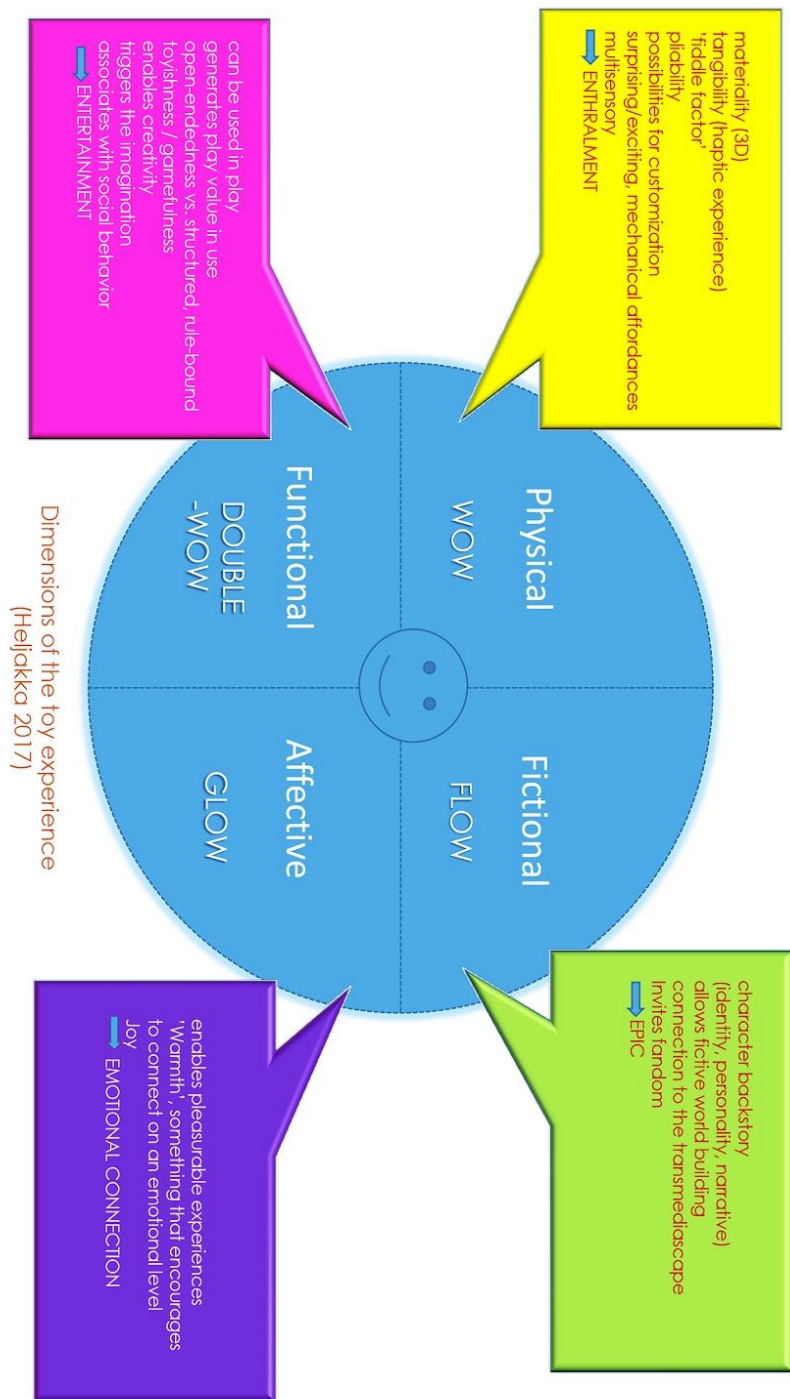 materiality (3D)
tangibility (haptic experience)
'fiddle factor'
pliability
possibilities for customization
surprising/exciting, mechanical affordances
multisensory
ENTHRALMENT
character backstory
(identity, personality, narrative)
allows fictive world building
connection to the transmediascape
Invites fandom
EPIC
Physical
WOW
Fictional
FLOW
Functional
DOUBLE
-WOW
Affective
GLOW
can be used in play
generates play value in use
open-endedness vs. structured, rule-bound
toyishness / gamefulness
enables creativity
triggers the imagination
associates with social behavior
ENTERTAINMENT
enables pleasurable experiences
'Warmth', something that encourages
to connect on an emotional level
Joy
EMOTIONAL CONNECTION
Dimensions of the toy experience
(Heljakka 2017)